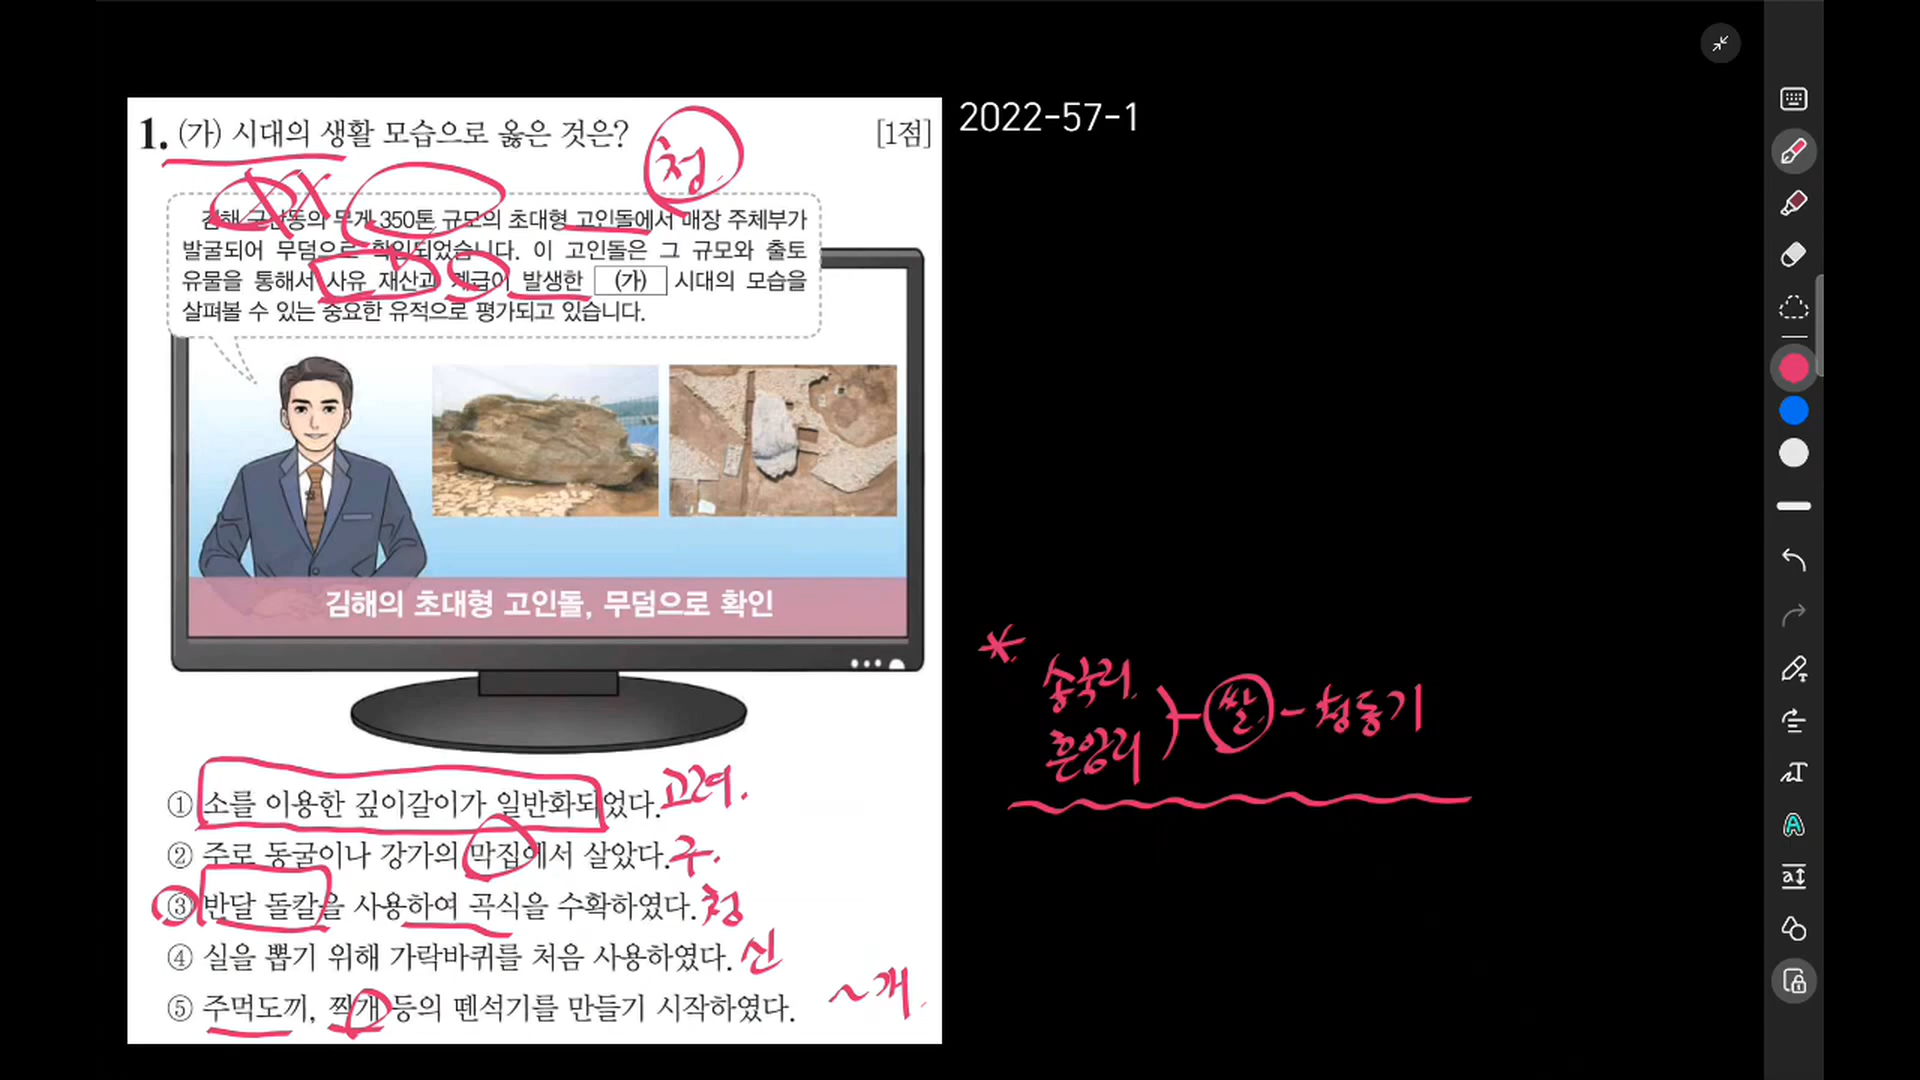 2022-57-1
1. (가) 시대의 생활 모습으로 옳은 것은? [1점]
청
김해 구산동의 무게 350톤 규모의 초대형 고인돌에서 매장 주체부가
발굴되어 무덤으로 확인되었습니다. 이 고인돌은 그 규모와 출토
유물을 통해서 사유 재산과 계급이 발생한 (가) 시대의 모습을
살펴볼 수 있는 중요한 유적으로 평가되고 있습니다.
김해의 초대형 고인돌, 무덤으로 확인
① 소를 이용한 깊이갈이가 일반화되었다. 고려.
② 주로 동굴이나 강가의 막집에서 살았다. 구.
③ 반달 돌칼을 사용하여 곡식을 수확하였다. 청
④ 실을 뽑기 위해 가락바퀴를 처음 사용하였다. 신
⑤ 주먹도끼, 찍개 등의 뗀석기를 만들기 시작하였다. ~개.
송국리.
흔암리
쌀 - 청동기